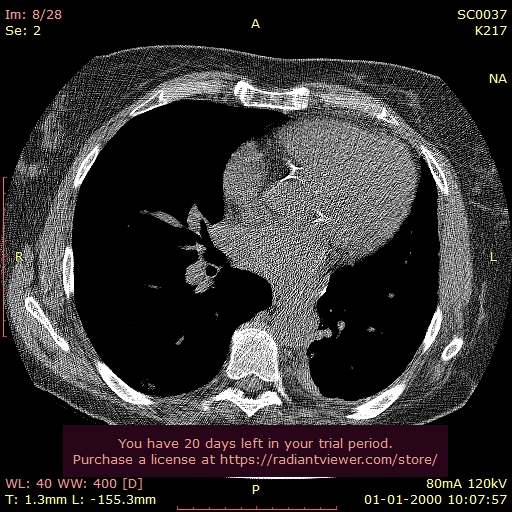 Im: 8/28
Se: 2
A
SC0037
K217
NA
R
L
You have 20 days left in your trial period.
Purchase a license at https://radiantviewer.com/store/
WL: 40 WW: 400 [D]
T: 1.3mm L: -155.3mm
P
80mA 120kV
01-01-2000 10:07:57